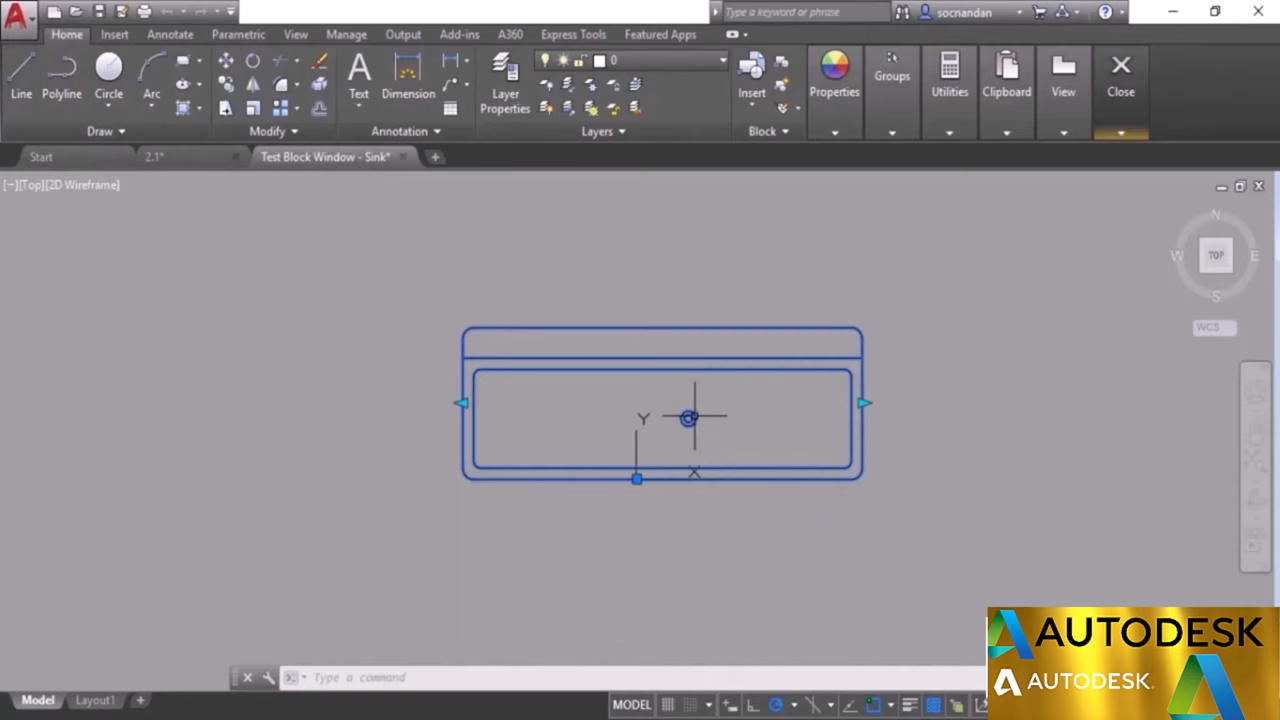 Type a keyword or phrase
socnandan
Home Insert Annotate Parametric View Manage Output Add-ins A360 Express Tools Featured Apps
Line Polyline Circle Arc Text Dimension Layer Properties 0 Insert Properties Groups Utilities Clipboard View Close
Draw Modify Annotation Layers Block
Start 2.1* Test Block Window - Sink*
[−][Top][2D Wireframe]
N
W TOP E
S
WCS
Y
X
Type a command
Model Layout1
MODEL
AUTODESK
AUTODESK.